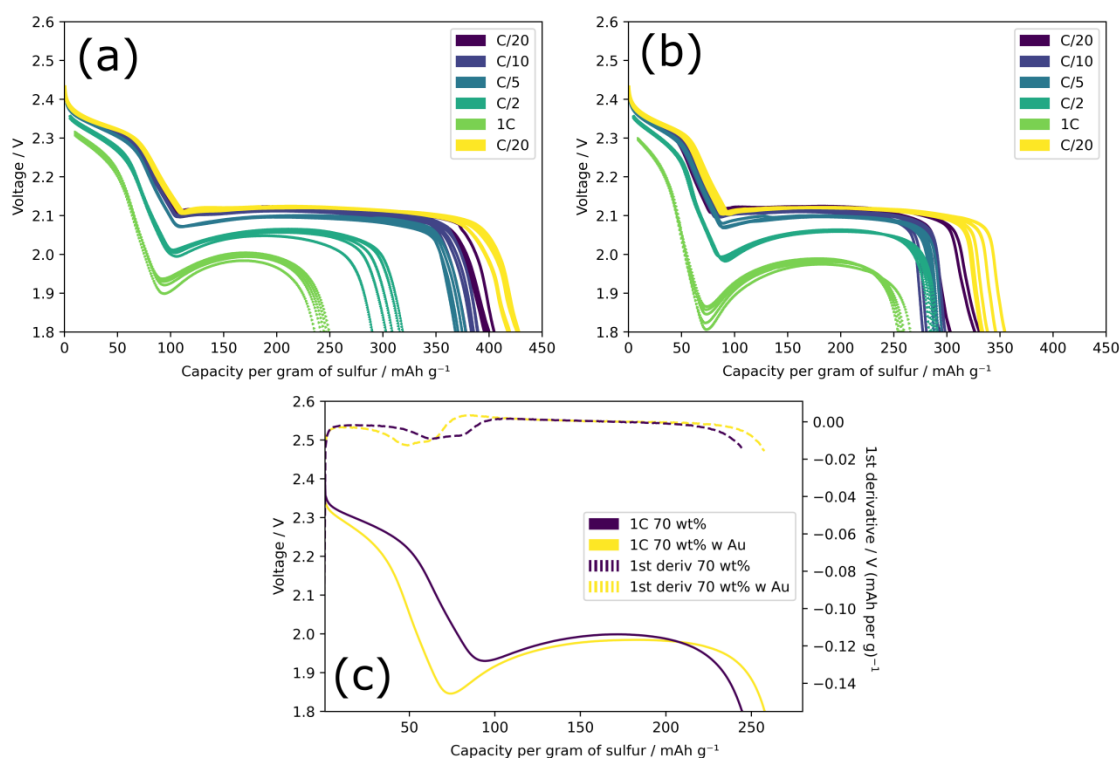 (a)
2.6
2.5
2.4
2.3
2.2
2.1
2.0
1.9
1.8
Voltage / V
C/20
C/10
C/5
C/2
1C
C/20
0 50 100 150 200 250 300 350 400 450
Capacity per gram of sulfur / mAh g⁻¹
(b)
2.6
2.5
2.4
2.3
2.2
2.1
2.0
1.9
1.8
Voltage / V
C/20
C/10
C/5
C/2
1C
C/20
0 50 100 150 200 250 300 350 400 450
Capacity per gram of sulfur / mAh g⁻¹
2.6
2.5
2.4
2.3
2.2
2.1
2.0
1.9
1.8
Voltage / V
1C 70 wt%
1C 70 wt% w Au
1st deriv 70 wt%
1st deriv 70 wt% w Au
(c)
0.00
−0.02
−0.04
−0.06
−0.08
−0.10
−0.12
−0.14
1st derivative / V (mAh per g)⁻¹
50 100 150 200 250
Capacity per gram of sulfur / mAh g⁻¹